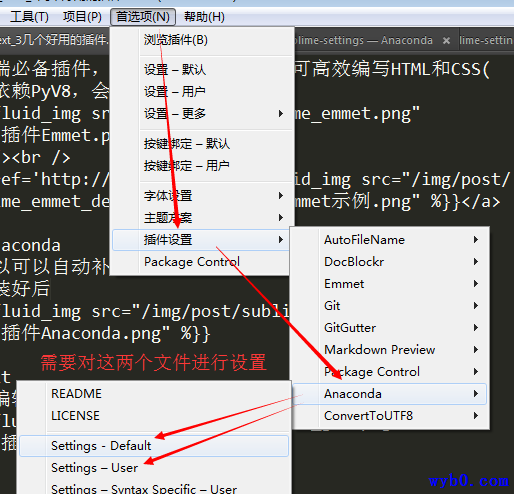 工具(T) 项目(P) 首选项(N) 帮助(H)
ext_3几个好用的插件. blime-settings — Anaconda × lime-settin
浏览插件(B)
端必备插件， 可高效编写HTML和CSS(
设置 – 默认
依赖PyV8，会
设置 – 用户
fluid_img sr me_emmet.png"
设置 – 更多
插件Emmet.p
按键绑定 – 默认
><br />
按键绑定 – 用户
ef='http:// uid_img src="/img/post/
字体设置
me_emmet_de mmet示例.png" %}}</a>
主题方案
插件设置
naconda
Package Control
以可以自动补
装好后
fluid_img src="/img/post/subli
插件Anaconda.png" %}}
AutoFileName
DocBlockr
Emmet
Git
GitGutter
Markdown Preview
Package Control
Anaconda
ConvertToUTF8
需要对这两个文件进行设置
README
LICENSE
Settings - Default
Settings – User
Settings – Syntax Specific – User
wyh0.com